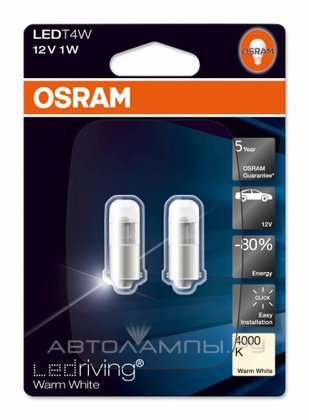 LEDT4W
12V 1W
OSRAM
OSRAM
5
Year
OSRAM
Guarantee*
12V
-80%
Energy
CLICK
Easy
Installation
4000
K
Warm White
АВТОЛАМПЫ.РУ
LEDriving®
Warm White